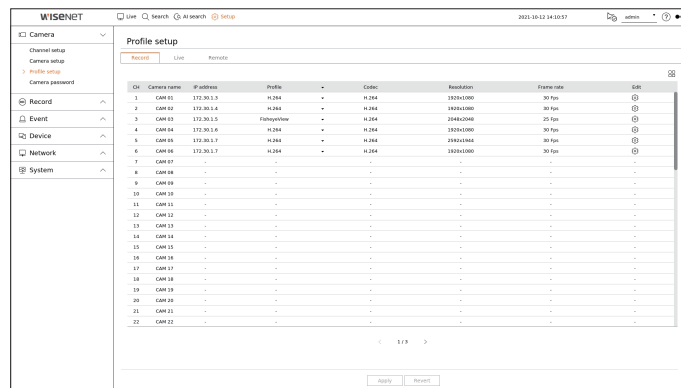 WISENET
Live Search AI search Setup 2021-10-12 14:10:57 admin
Camera
Channel setup
Camera setup
> Profile setup
Camera password
Record
Event
Device
Network
System
Profile setup
Record Live Remote
CH Camera name IP address Profile Codec Resolution Frame rate Edit
1 CAM 01 172.30.1.3 H.264 H.264 1920x1080 30 Fps
2 CAM 02 172.30.1.4 H.264 H.264 1920x1080 30 Fps
3 CAM 03 172.30.1.5 FisheyeView H.264 2048x2048 25 Fps
4 CAM 04 172.30.1.6 H.264 H.264 1920x1080 30 Fps
5 CAM 05 172.30.1.7 H.264 H.264 2592x1944 30 Fps
6 CAM 06 172.30.1.7 H.264 H.264 1920x1080 30 Fps
7 CAM 07 - - - - - -
8 CAM 08 - - - - - -
9 CAM 09 - - - - - -
10 CAM 10 - - - - - -
11 CAM 11 - - - - - -
12 CAM 12 - - - - - -
13 CAM 13 - - - - - -
14 CAM 14 - - - - - -
15 CAM 15 - - - - - -
16 CAM 16 - - - - - -
17 CAM 17 - - - - - -
18 CAM 18 - - - - - -
19 CAM 19 - - - - - -
20 CAM 20 - - - - - -
21 CAM 21 - - - - - -
22 CAM 22 - - - - - -
< 1/3 >
Apply Revert